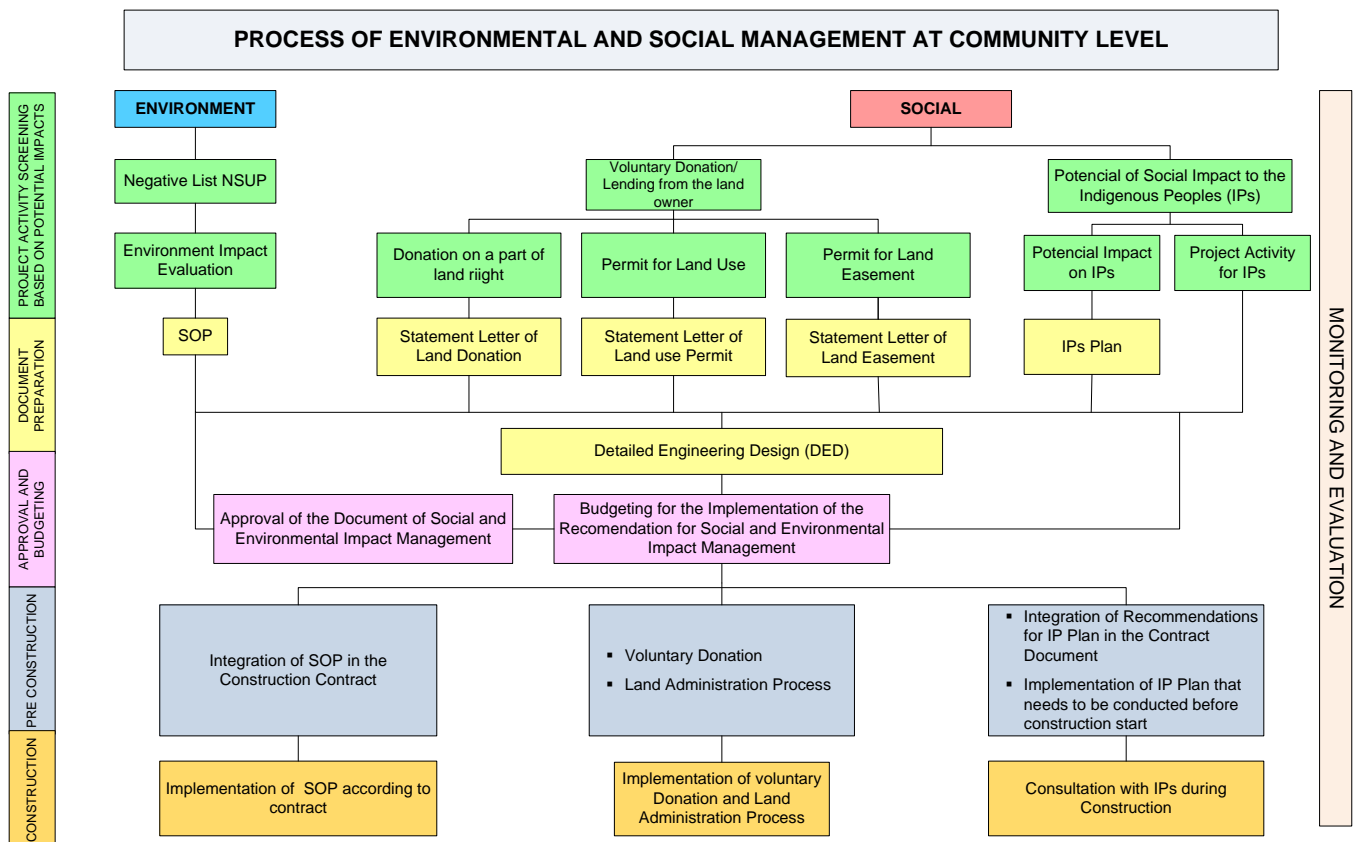 PROCESS OF ENVIRONMENTAL AND SOCIAL MANAGEMENT AT COMMUNITY LEVEL
PROJECT ACTIVITY SCREENING
BASED ON POTENTIAL IMPACTS
ENVIRONMENT
SOCIAL
Negative List NSUP
Voluntary Donation/
Lending from the land
owner
Potencial of Social Impact to the
Indigenous Peoples (IPs)
Environment Impact
Evaluation
Donation on a part of
land riight
Permit for Land Use
Permit for Land
Easement
Potencial Impact
on IPs
Project Activity
for IPs
DOCUMENT
PREPARATION
SOP
Statement Letter of
Land Donation
Statement Letter of
Land use Permit
Statement Letter of
Land Easement
IPs Plan
Detailed Engineering Design (DED)
APPROVAL AND
BUDGETING
Approval of the Document of Social and
Environmental Impact Management
Budgeting for the Implementation of the
Recomendation for Social and Environmental
Impact Management
PRE CONSTRUCTION
Integration of SOP in the
Construction Contract
▪ Voluntary Donation
▪ Land Administration Process
▪ Integration of Recommendations
for IP Plan in the Contract
Document
▪ Implementation of IP Plan that
needs to be conducted before
construction start
CONSTRUCTION
Implementation of SOP according to
contract
Implementation of voluntary
Donation and Land
Administration Process
Consultation with IPs during
Construction
MONITORING AND EVALUATION